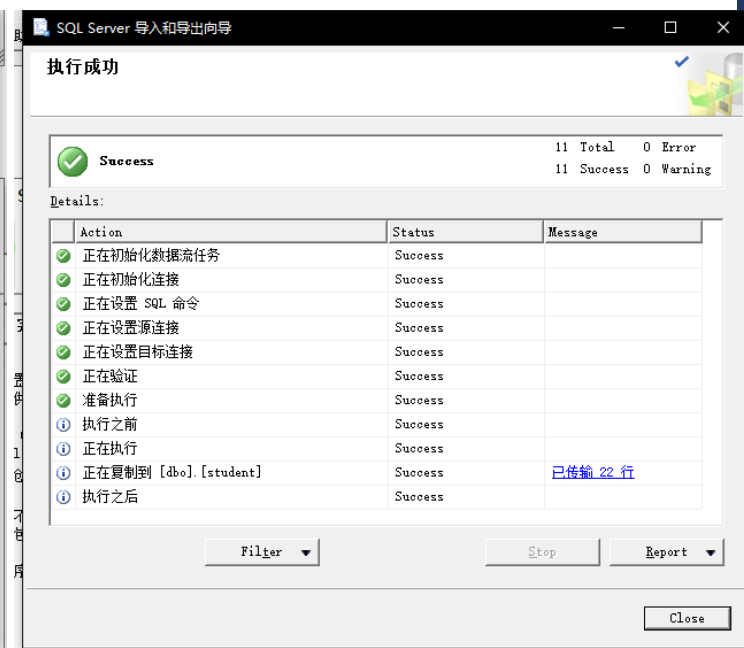 SQL Server 导入和导出向导
执行成功
Success
11 Total 0 Error
11 Success 0 Warning
Details:
Action Status Message
正在初始化数据流任务 Success
正在初始化连接 Success
正在设置 SQL 命令 Success
正在设置源连接 Success
正在设置目标连接 Success
正在验证 Success
准备执行 Success
执行之前 Success
正在执行 Success
正在复制到 [dbo].[student] Success 已传输 22 行
执行之后 Success
Filter Stop Report
Close